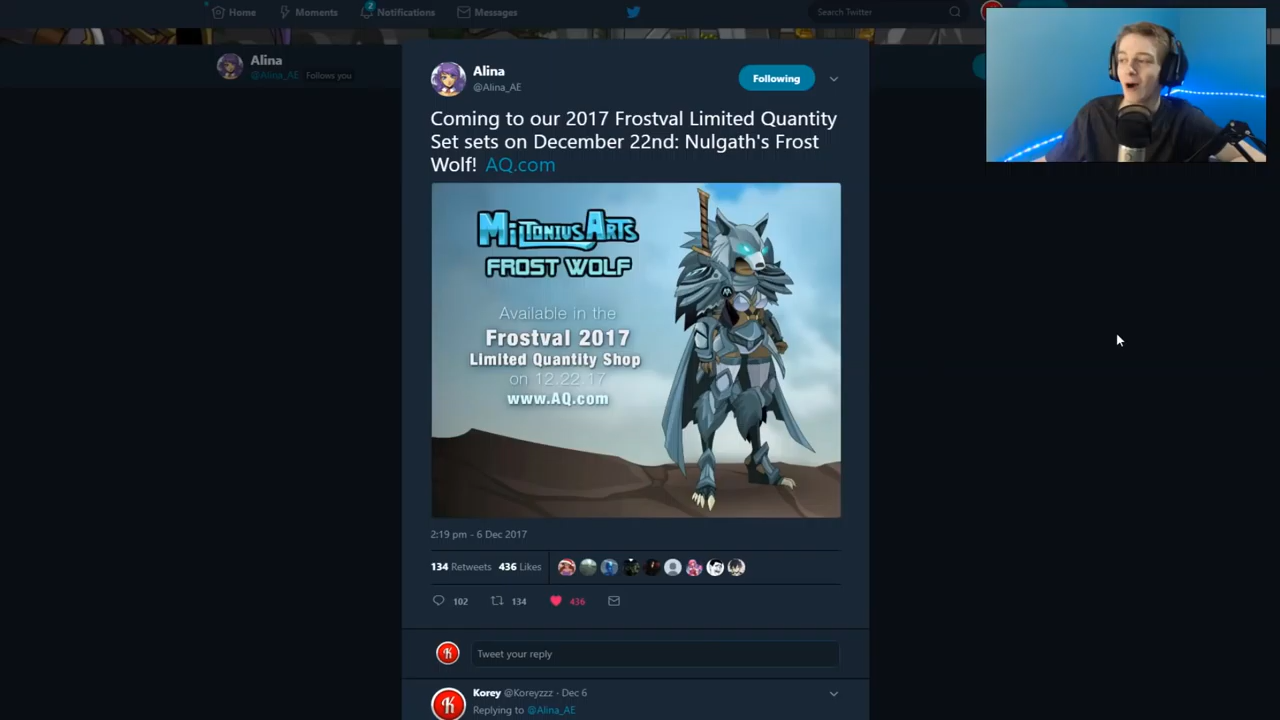 Home Moments 2 Notifications Messages Search Twitter
Alina
@Alina_AE Follows you
Alina
@Alina_AE
Following
Coming to our 2017 Frostval Limited Quantity
Set sets on December 22nd: Nulgath's Frost
Wolf! AQ.com
MiltoniusArts
Frost Wolf
Available in the
Frostval 2017
Limited Quantity Shop
on 12.22.17
www.AQ.com
2:19 pm - 6 Dec 2017
134 Retweets 436 Likes
102 134 436
K Tweet your reply
K Korey @Koreyzzz - Dec 6
Replying to @Alina_AE